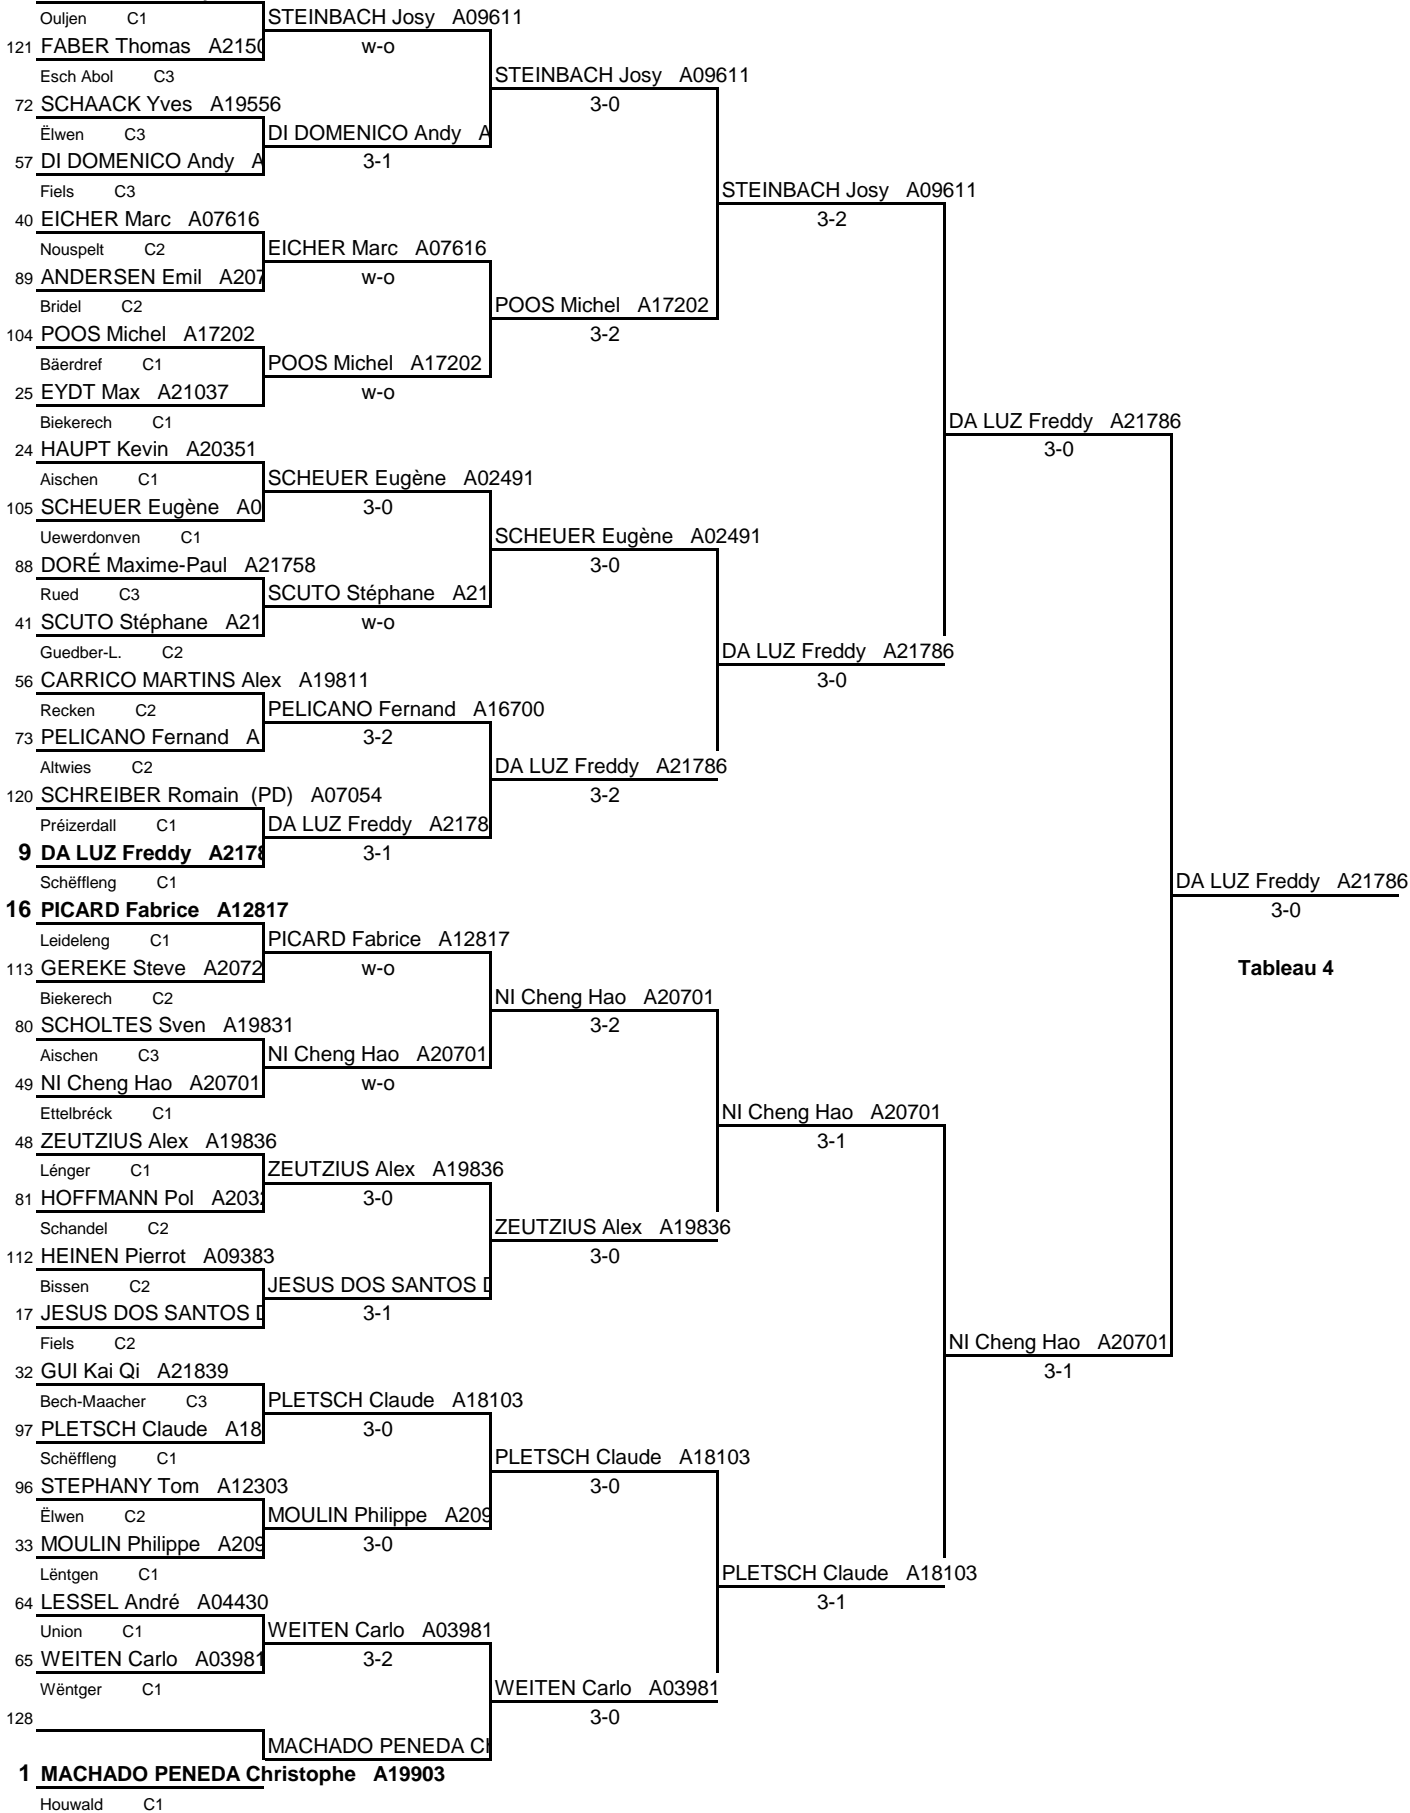 Ouljen C1 STEINBACH Josy A09611
121 FABER Thomas A2150 w-o
Esch Abol C3 STEINBACH Josy A09611
72 SCHAACK Yves A19556 3-0
Ëlwen C3 DI DOMENICO Andy A
57 DI DOMENICO Andy A 3-1
Fiels C3 STEINBACH Josy A09611
40 EICHER Marc A07616 3-2
Nouspelt C2 EICHER Marc A07616
89 ANDERSEN Emil A207 w-o
Bridel C2 POOS Michel A17202
104 POOS Michel A17202 3-2
Bäerdref C1 POOS Michel A17202
25 EYDT Max A21037 w-o
Biekerech C1 DA LUZ Freddy A21786
24 HAUPT Kevin A20351 3-0
Aischen C1 SCHEUER Eugène A02491
105 SCHEUER Eugène A0 3-0
Uewerdonven C1 SCHEUER Eugène A02491
88 DORÉ Maxime-Paul A21758 3-0
Rued C3 SCUTO Stéphane A21
41 SCUTO Stéphane A21 w-o
Guedber-L. C2 DA LUZ Freddy A21786
56 CARRICO MARTINS Alex A19811 3-0
Recken C2 PELICANO Fernand A16700
73 PELICANO Fernand A 3-2
Altwies C2 DA LUZ Freddy A21786
120 SCHREIBER Romain (PD) A07054 3-2
Préizerdall C1 DA LUZ Freddy A2178
9 DA LUZ Freddy A2178 3-1
Schëffleng C1 DA LUZ Freddy A21786
16 PICARD Fabrice A12817 3-0
Leideleng C1 PICARD Fabrice A12817
113 GEREKE Steve A2072 w-o Tableau 4
Biekerech C2 NI Cheng Hao A20701
80 SCHOLTES Sven A19831 3-2
Aischen C3 NI Cheng Hao A20701
49 NI Cheng Hao A20701 w-o
Ettelbréck C1 NI Cheng Hao A20701
48 ZEUTZIUS Alex A19836 3-1
Lénger C1 ZEUTZIUS Alex A19836
81 HOFFMANN Pol A203 3-0
Schandel C2 ZEUTZIUS Alex A19836
112 HEINEN Pierrot A09383 3-0
Bissen C2 JESUS DOS SANTOS D
17 JESUS DOS SANTOS D 3-1
Fiels C2 NI Cheng Hao A20701
32 GUI Kai Qi A21839 3-1
Bech-Maacher C3 PLETSCH Claude A18103
97 PLETSCH Claude A18 3-0
Schëffleng C1 PLETSCH Claude A18103
96 STEPHANY Tom A12303 3-0
Ëlwen C2 MOULIN Philippe A209
33 MOULIN Philippe A209 3-0
Lëntgen C1 PLETSCH Claude A18103
64 LESSEL André A04430 3-1
Union C1 WEITEN Carlo A03981
65 WEITEN Carlo A03981 3-2
Wëntger C1 WEITEN Carlo A03981
128 3-0
MACHADO PENEDA Ch
1 MACHADO PENEDA Christophe A19903
Houwald C1